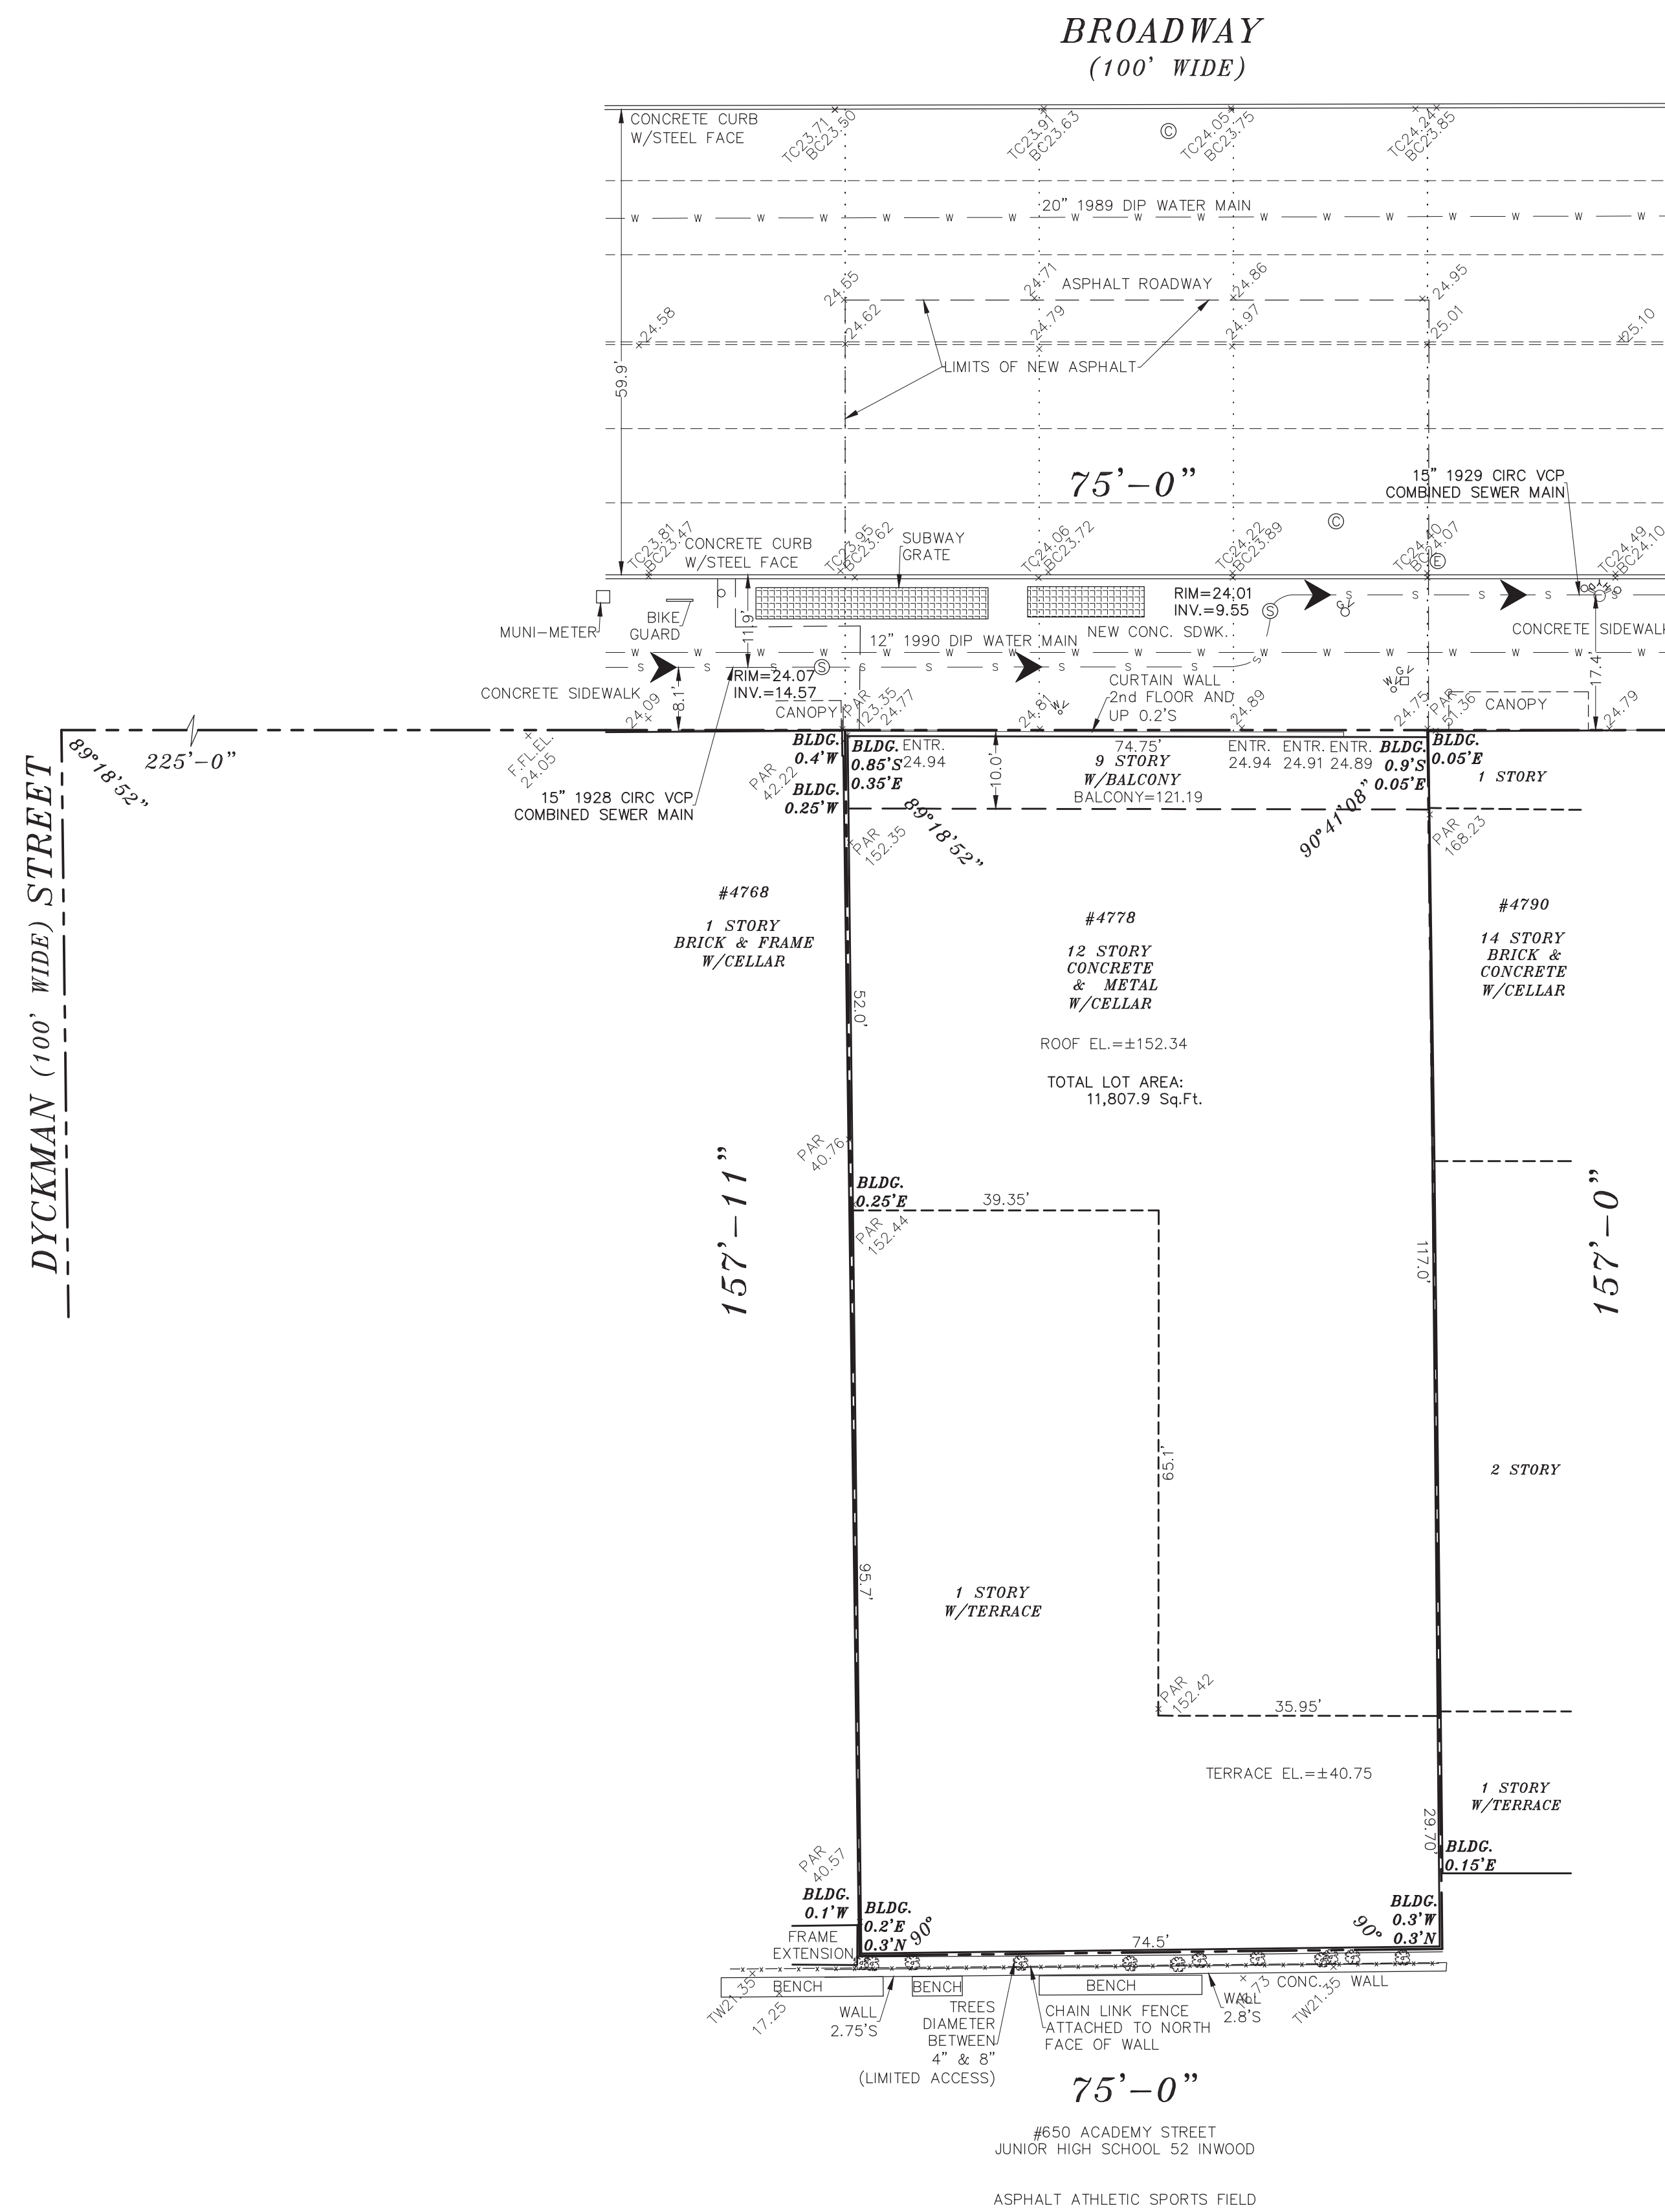 BROADWAY
(100' WIDE)
CONCRETE CURB
W/STEEL FACE
TC23.71
BC23.50
TC23.91
BC23.63
TC24.05
BC23.75
TC24.24
BC23.85
©
20" 1989 DIP WATER MAIN
W W W W W W W W W W W W W W W W W
59.9'
24.55
24.71
ASPHALT ROADWAY
24.86
24.95
24.58
24.62
24.79
24.97
25.01
25.10
LIMITS OF NEW ASPHALT
75'-0"
15" 1929 CIRC VCP
COMBINED SEWER MAIN
©
TC23.81
BC23.47
CONCRETE CURB
W/STEEL FACE
TC23.95
BC23.62
SUBWAY
GRATE
TC24.06
BC23.72
TC24.22
BC23.89
TC24.40
BC24.07
E
TC24.49
BC24.10
RIM=24.01
INV.=9.55
S
GV
MUNI-METER
BIKE
GUARD
11.9'
12" 1990 DIP WATER MAIN
NEW CONC. SDWK.
CONCRETE SIDEWALK
17.4'
RIM=24.07
INV.=14.57
S
CONCRETE SIDEWALK
8.1'
CANOPY
CURTAIN WALL
2nd FLOOR AND
UP 0.2'S
WV
WV
GV
CANOPY
24.09
PAR
123.35
24.77
24.81
24.89
24.75
PAR
51.36
24.79
89°18'52"
225'-0"
F.FL.EL.
24.05
15" 1928 CIRC VCP
COMBINED SEWER MAIN
PAR
42.22
BLDG.
0.4'W
BLDG.
0.25'W
BLDG.
0.85'S
0.35'E
ENTR.
24.94
10.0'
74.75'
9 STORY
W/BALCONY
BALCONY=121.19
ENTR.
24.94
ENTR.
24.91
ENTR.
24.89
BLDG.
0.9'S
0.05'E
BLDG.
0.05'E
1 STORY
PAR
152.35
89°18'52"
90°41'08"
PAR
168.23
DYCKMAN (100' WIDE) STREET
#4768
1 STORY
BRICK & FRAME
W/CELLAR
#4778
12 STORY
CONCRETE
& METAL
W/CELLAR
#4790
14 STORY
BRICK &
CONCRETE
W/CELLAR
52.0'
ROOF EL.=±152.34
TOTAL LOT AREA:
11,807.9 Sq.Ft.
PAR
40.76
BLDG.
0.25'E
39.35'
PAR
152.44
157'-11"
117.0'
157'-0"
65.1'
2 STORY
95.7'
1 STORY
W/TERRACE
PAR
152.42
35.95'
TERRACE EL.=±40.75
1 STORY
W/TERRACE
29.70'
BLDG.
0.15'E
PAR
40.57
BLDG.
0.1'W
BLDG.
0.2'E
0.3'N
90°
90°
BLDG.
0.3'W
0.3'N
FRAME
EXTENSION
74.5'
BENCH
BENCH
BENCH
CONC. WALL
TW21.35
17.25
WALL
2.75'S
TREES
DIAMETER
BETWEEN
4" & 8"
(LIMITED ACCESS)
CHAIN LINK FENCE
ATTACHED TO NORTH
FACE OF WALL
WALL
2.8'S
TW21.35
75'-0"
#650 ACADEMY STREET
JUNIOR HIGH SCHOOL 52 INWOOD
ASPHALT ATHLETIC SPORTS FIELD